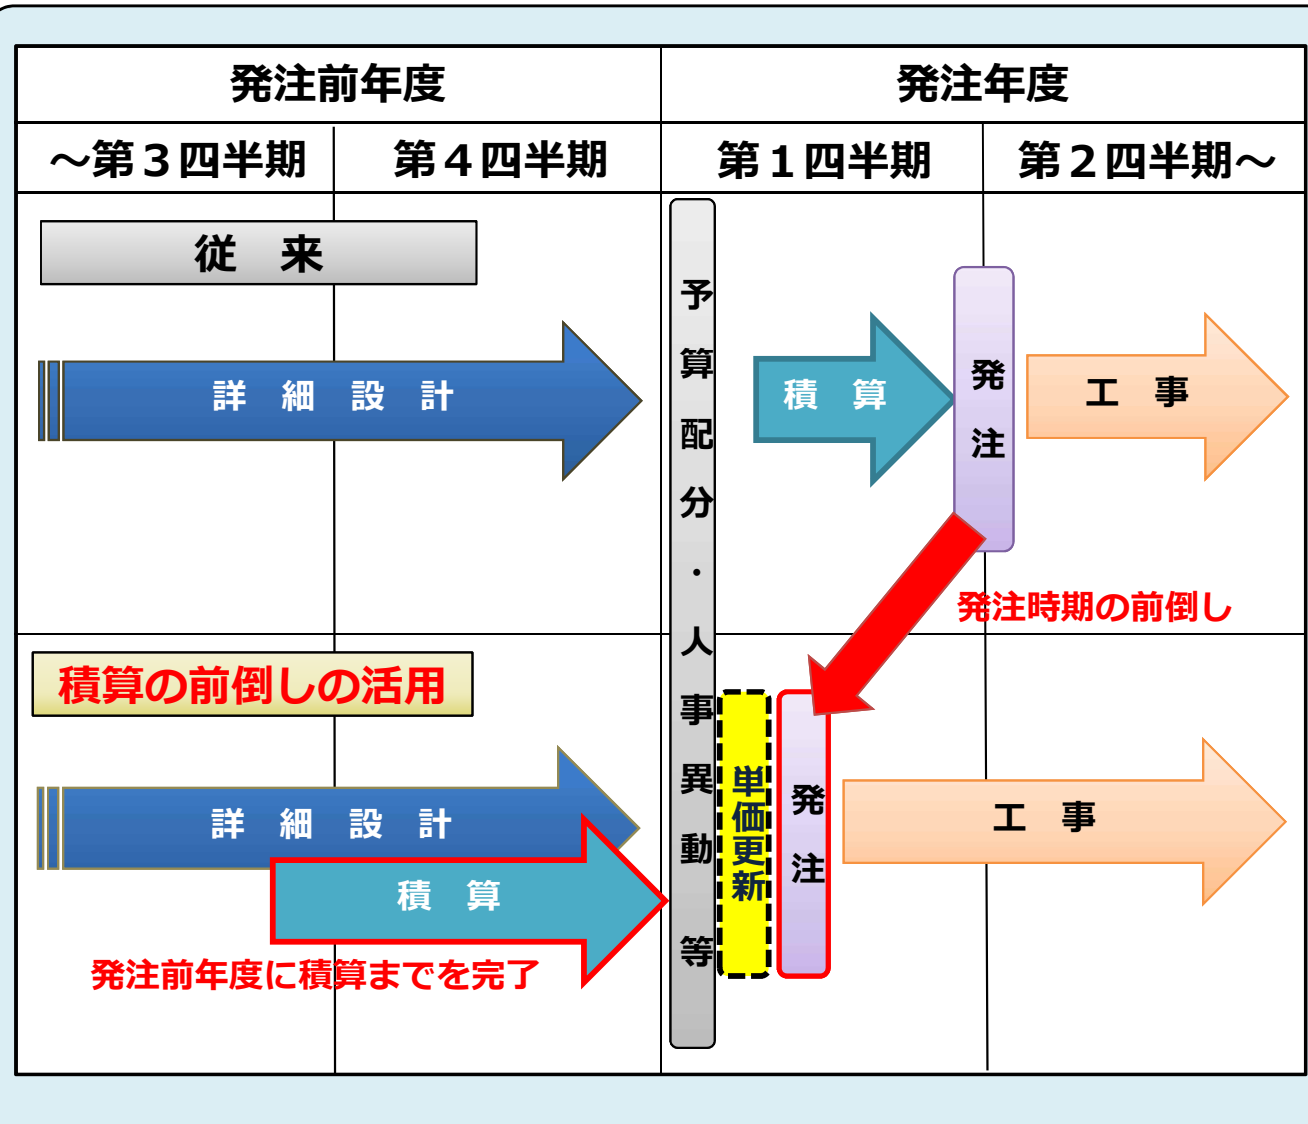 発注前年度
発注年度
～第３四半期
第４四半期
第１四半期
第２四半期～
従　来
詳　細　設　計
予算配分・人事異動　等
積　算
発注
工　事
発注時期の前倒し
積算の前倒しの活用
詳　細　設　計
積　算
発注前年度に積算までを完了
単価更新
発注
工　事